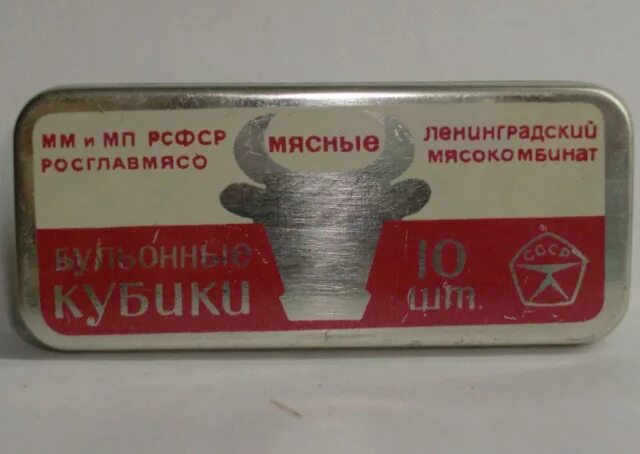 ММ и МП РСФСР
РОСГЛАВМЯСО
МЯСНЫЕ
ЛЕНИНГРАДСКИЙ
МЯСОКОМБИНАТ
БУЛЬОННЫЕ
КУБИКИ
10
шт.
СССР